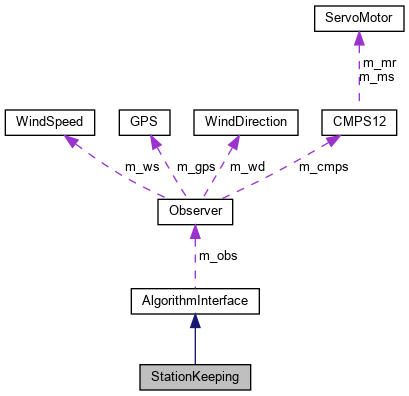 ServoMotor
m_mr
m_ms
WindSpeed
GPS
WindDirection
CMPS12
m_ws
m_gps
m_wd
m_cmps
Observer
m_obs
AlgorithmInterface
StationKeeping